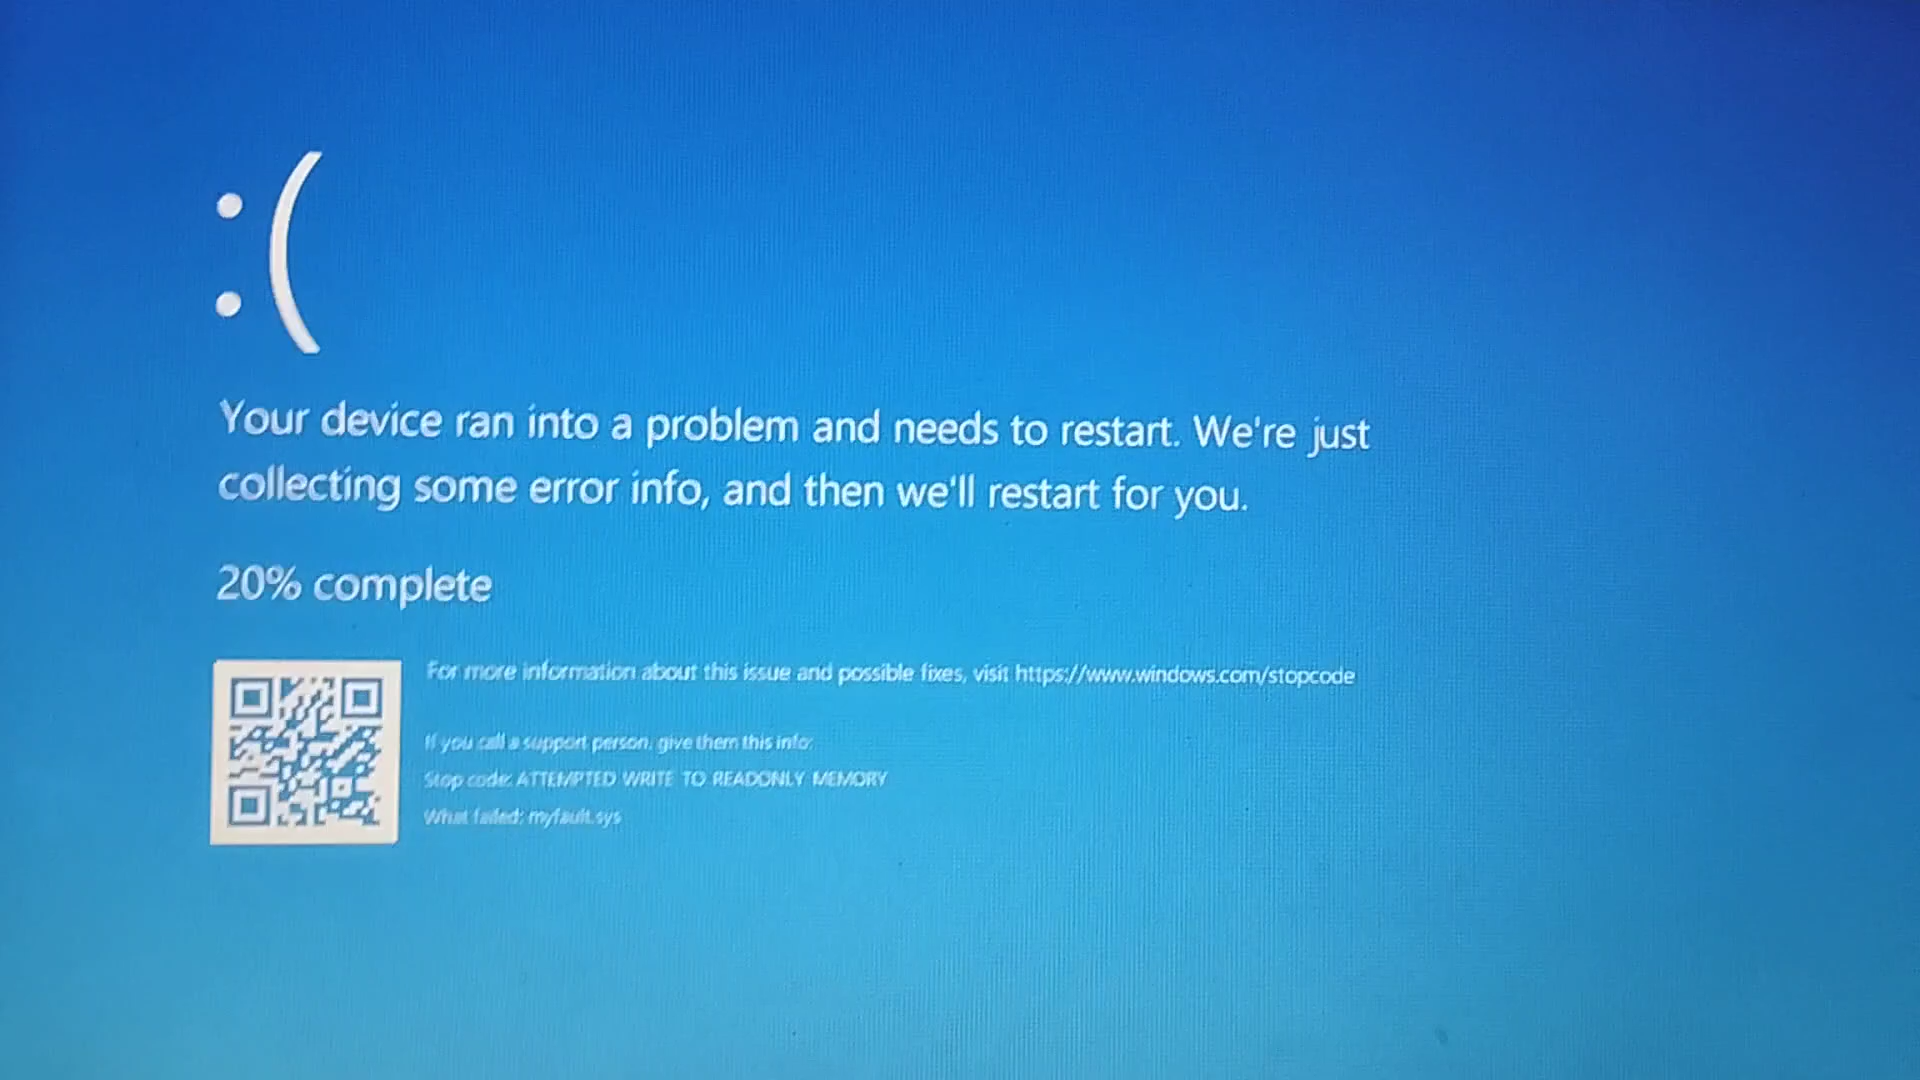 :(
Your device ran into a problem and needs to restart. We're just
collecting some error info, and then we'll restart for you.
20% complete
For more information about this issue and possible fixes, visit https://www.windows.com/stopcode
If you call a support person, give them this info:
Stop code: ATTEMPTED WRITE TO READONLY MEMORY
What failed: myfault.sys